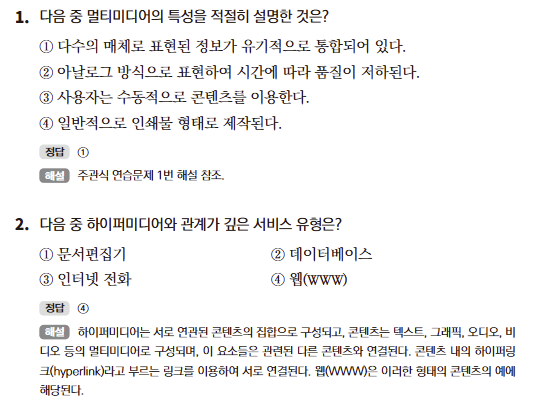 1. 다음 중 멀티미디어의 특성을 적절히 설명한 것은?
① 다수의 매체로 표현된 정보가 유기적으로 통합되어 있다.
② 아날로그 방식으로 표현하여 시간에 따라 품질이 저하된다.
③ 사용자는 수동적으로 콘텐츠를 이용한다.
④ 일반적으로 인쇄물 형태로 제작된다.
정답 ①
해설 주관식 연습문제 1번 해설 참조.
2. 다음 중 하이퍼미디어와 관계가 깊은 서비스 유형은?
① 문서편집기 ② 데이터베이스
③ 인터넷 전화 ④ 웹(WWW)
정답 ④
해설 하이퍼미디어는 서로 연관된 콘텐츠의 집합으로 구성되고, 콘텐츠는 텍스트, 그래픽, 오디오, 비
디오 등의 멀티미디어로 구성되며, 이 요소들은 관련된 다른 콘텐츠와 연결된다. 콘텐츠 내의 하이퍼링
크(hyperlink)라고 부르는 링크를 이용하여 서로 연결된다. 웹(WWW)은 이러한 형태의 콘텐츠의 예에
해당된다.